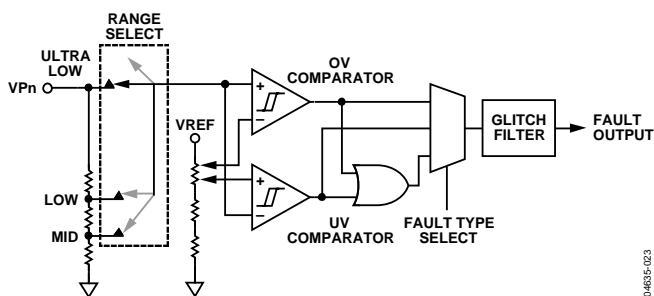 RANGE
SELECT
ULTRA
LOW
VPn
LOW
MID
VREF
OV
COMPARATOR
+
–
+
–
UV
COMPARATOR
FAULT TYPE
SELECT
GLITCH
FILTER
FAULT
OUTPUT
04635-023